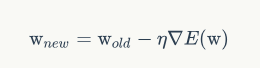 w_new = w_old − η∇E(w)